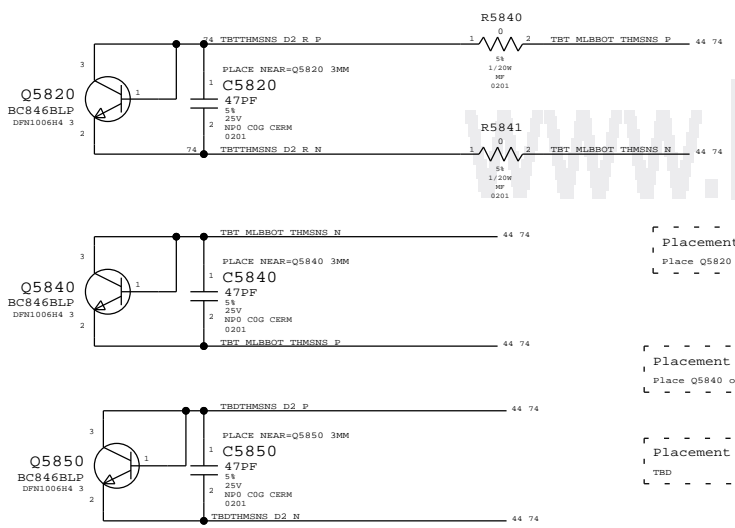 R5840
74 TBTTHMSNS D2 R P
1 0 2 TBT MLBBOT THMSNS P 44 74
5%
1/20W
MF
0201
3
PLACE NEAR=Q5820 3MM
Q5820
BC846BLP
DFN1006H4 3
1
2
1 C5820
47PF
5%
25V
2 NP0 C0G CERM
0201
R5841
74 TBTTHMSNS D2 R N
1 0 2 TBT MLBBOT THMSNS N 44 74
5%
1/20W
MF
0201
www.
TBT MLBBOT THMSNS N 44 74
3
PLACE NEAR=Q5840 3MM
Q5840
BC846BLP
DFN1006H4 3
1
2
1 C5840
47PF
5%
25V
2 NP0 C0G CERM
0201
TBT MLBBOT THMSNS P 44 74
Placement
Place Q5820
Placement
Place Q5840 o
TBDTHMSNS D2 P 44 74
3
PLACE NEAR=Q5850 3MM
Q5850
BC846BLP
DFN1006H4 3
1
2
1 C5850
47PF
5%
25V
2 NP0 C0G CERM
0201
TBDTHMSNS D2 N 44 74
Placement
TBD